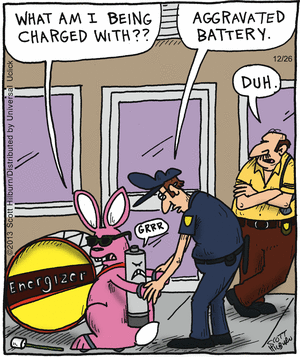 WHAT AM I BEING
CHARGED WITH??
AGGRAVATED
BATTERY.
12/26
DUH.
GRRR
Energizer
©2013 Scott Hilburn/Distributed by Universal Uclick
SCOTT
HILBURN